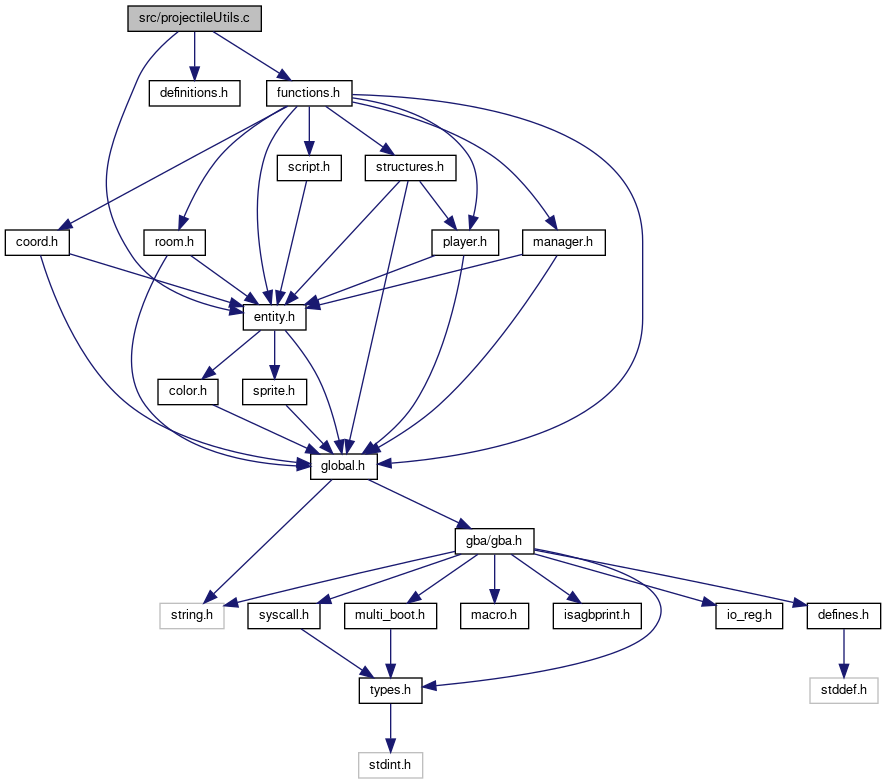 src/projectileUtils.c
definitions.h
functions.h
script.h
structures.h
coord.h
room.h
player.h
manager.h
entity.h
color.h
sprite.h
global.h
gba/gba.h
string.h
syscall.h
multi_boot.h
macro.h
isagbprint.h
io_reg.h
defines.h
types.h
stddef.h
stdint.h